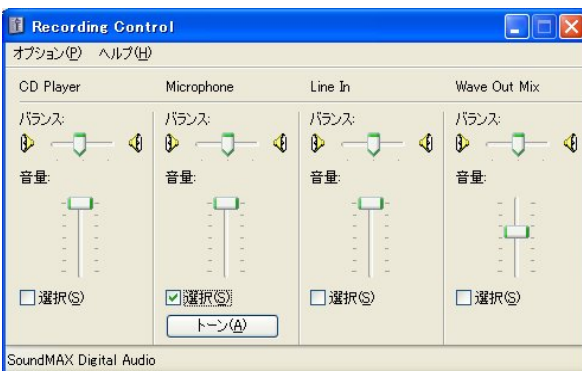 Recording Control
オプション(P) ヘルプ(H)
CD Player
バランス:
音量:
選択(S)
Microphone
バランス:
音量:
選択(S)
トーン(A)
Line In
バランス:
音量:
選択(S)
Wave Out Mix
バランス:
音量:
選択(S)
SoundMAX Digital Audio